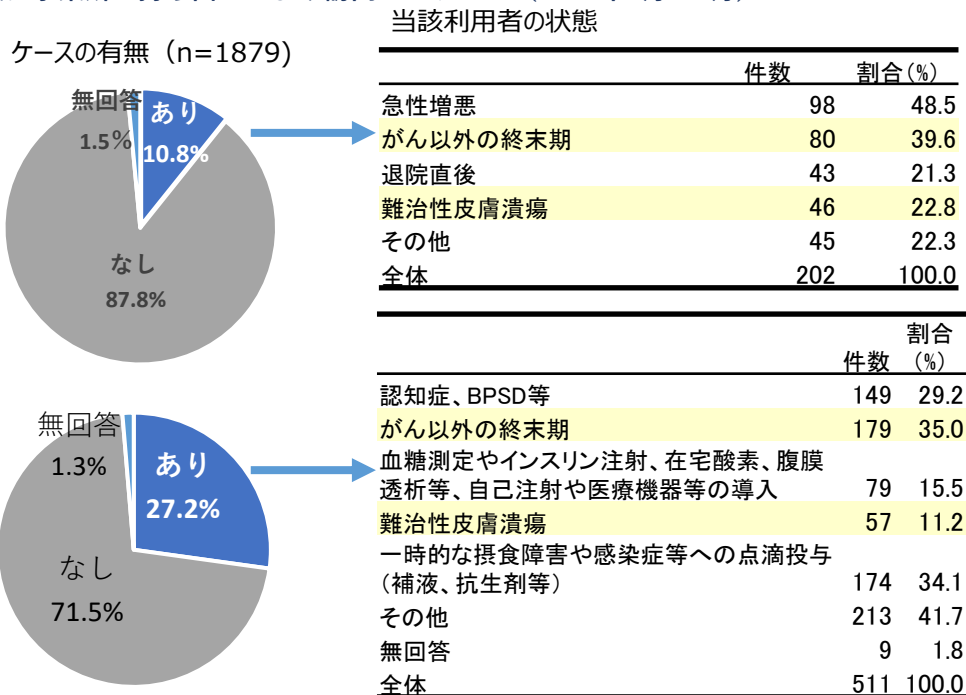 当該利用者の状態
ケースの有無（n=1879)
無回答
1.5%
あり
10.8%
なし
87.8%
件数 割合(%)
急性増悪 98 48.5
がん以外の終末期 80 39.6
退院直後 43 21.3
難治性皮膚潰瘍 46 22.8
その他 45 22.3
全体 202 100.0
無回答
1.3%
あり
27.2%
なし
71.5%
割合
件数 (%)
認知症、BPSD等 149 29.2
がん以外の終末期 179 35.0
血糖測定やインスリン注射、在宅酸素、腹膜
透析等、自己注射や医療機器等の導入 79 15.5
難治性皮膚潰瘍 57 11.2
一時的な摂食障害や感染症等への点滴投与
(補液、抗生剤等) 174 34.1
その他 213 41.7
無回答 9 1.8
全体 511 100.0